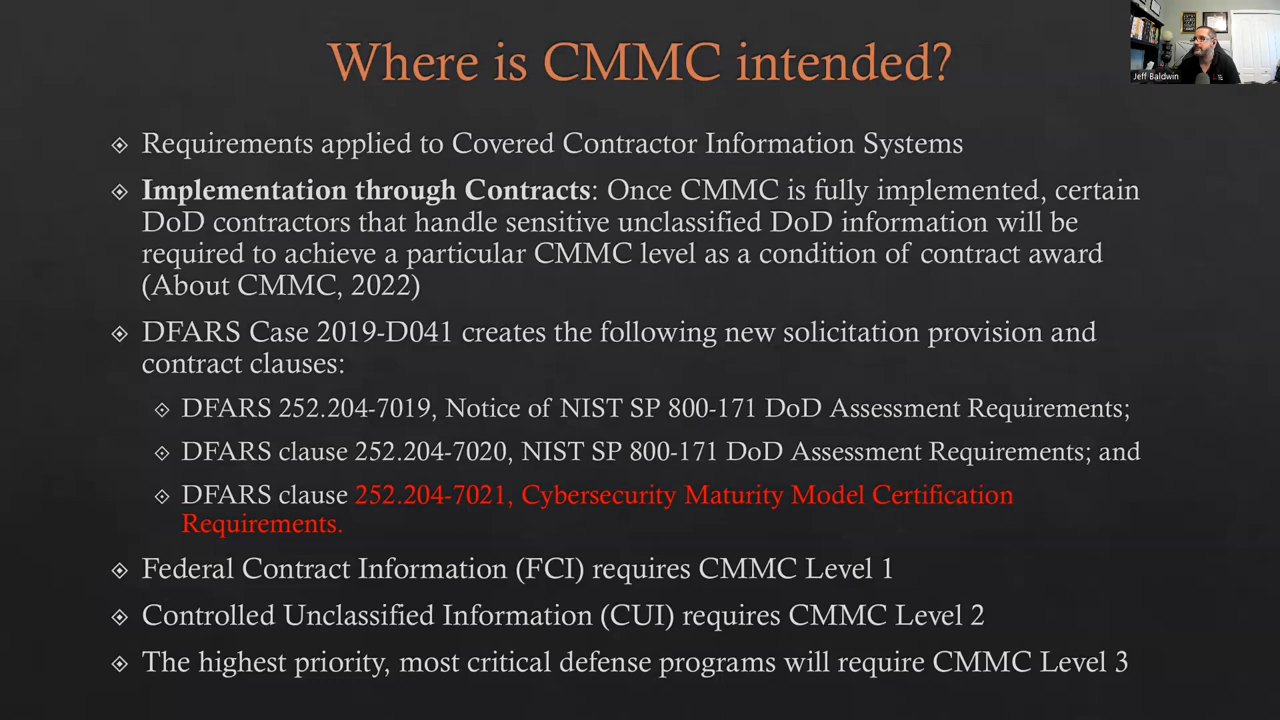 Where is CMMC intended?
Jeff Baldwin
Requirements applied to Covered Contractor Information Systems
Implementation through Contracts: Once CMMC is fully implemented, certain
DoD contractors that handle sensitive unclassified DoD information will be
required to achieve a particular CMMC level as a condition of contract award
(About CMMC, 2022)
DFARS Case 2019-D041 creates the following new solicitation provision and
contract clauses:
DFARS 252.204-7019, Notice of NIST SP 800-171 DoD Assessment Requirements;
DFARS clause 252.204-7020, NIST SP 800-171 DoD Assessment Requirements; and
DFARS clause 252.204-7021, Cybersecurity Maturity Model Certification
Requirements.
Federal Contract Information (FCI) requires CMMC Level 1
Controlled Unclassified Information (CUI) requires CMMC Level 2
The highest priority, most critical defense programs will require CMMC Level 3